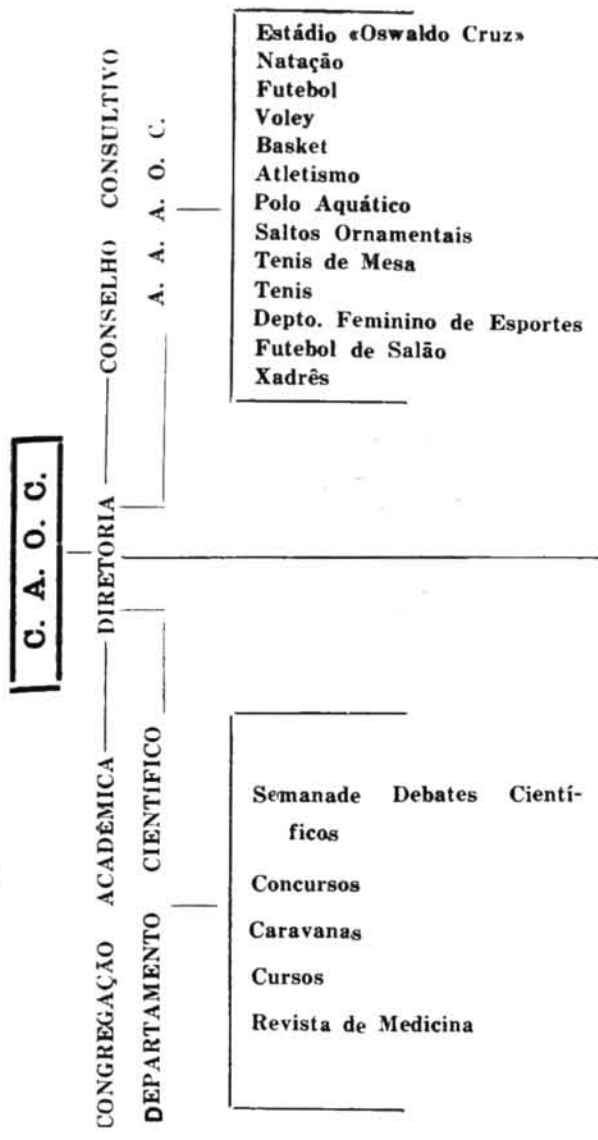 C. A. O. C.
CONGREGAÇÃO ACADÊMICA
DIRETORIA
CONSELHO CONSULTIVO
DEPARTAMENTO CIENTÍFICO
A. A. A. O. C.
Semanade Debates Cientí-
ficos
Concursos
Caravanas
Cursos
Revista de Medicina
Estádio «Oswaldo Cruz»
Natação
Futebol
Voley
Basket
Atletismo
Polo Aquático
Saltos Ornamentais
Tenis de Mesa
Tenis
Depto. Feminino de Esportes
Futebol de Salão
Xadrês